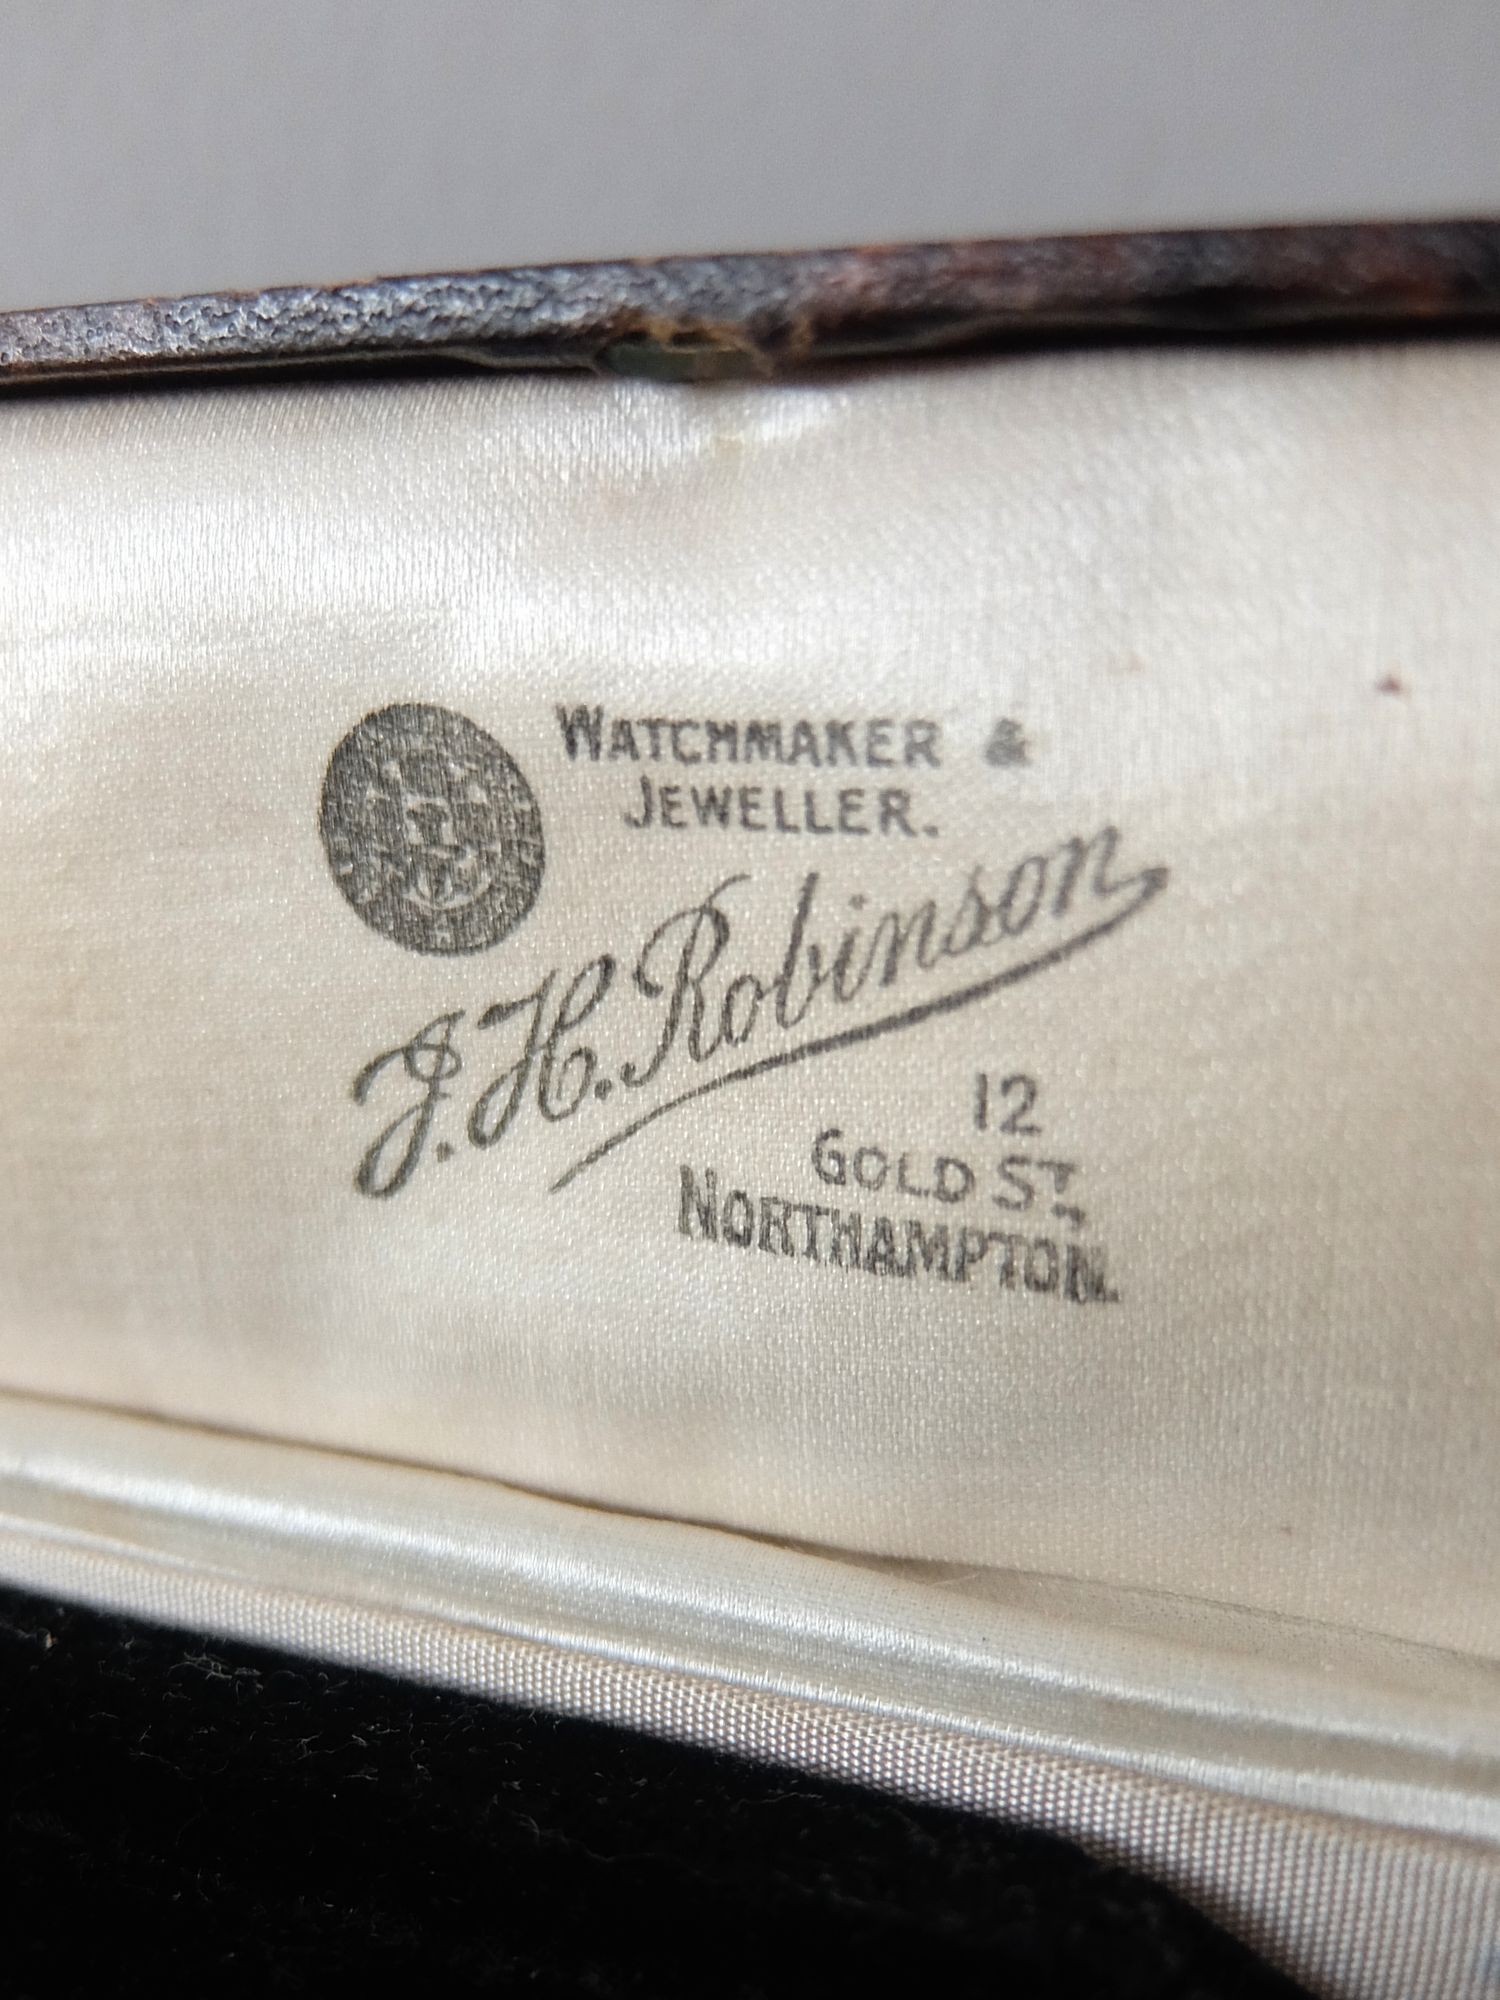 WATCHMAKER &
JEWELLER.
J. H. Robinson
12
GOLD ST.,
NORTHAMPTON.